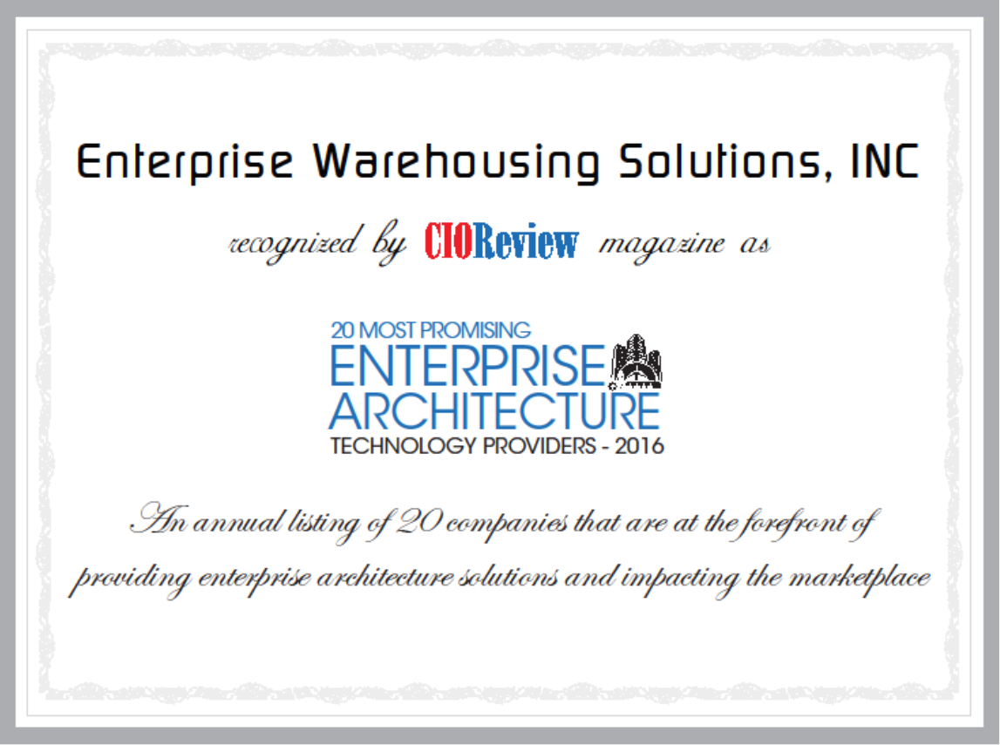 Enterprise Warehousing Solutions, INC
recognized by CIOReview magazine as
20 MOST PROMISING
ENTERPRISE
ARCHITECTURE
TECHNOLOGY PROVIDERS - 2016
An annual listing of 20 companies that are at the forefront of
providing enterprise architecture solutions and impacting the marketplace